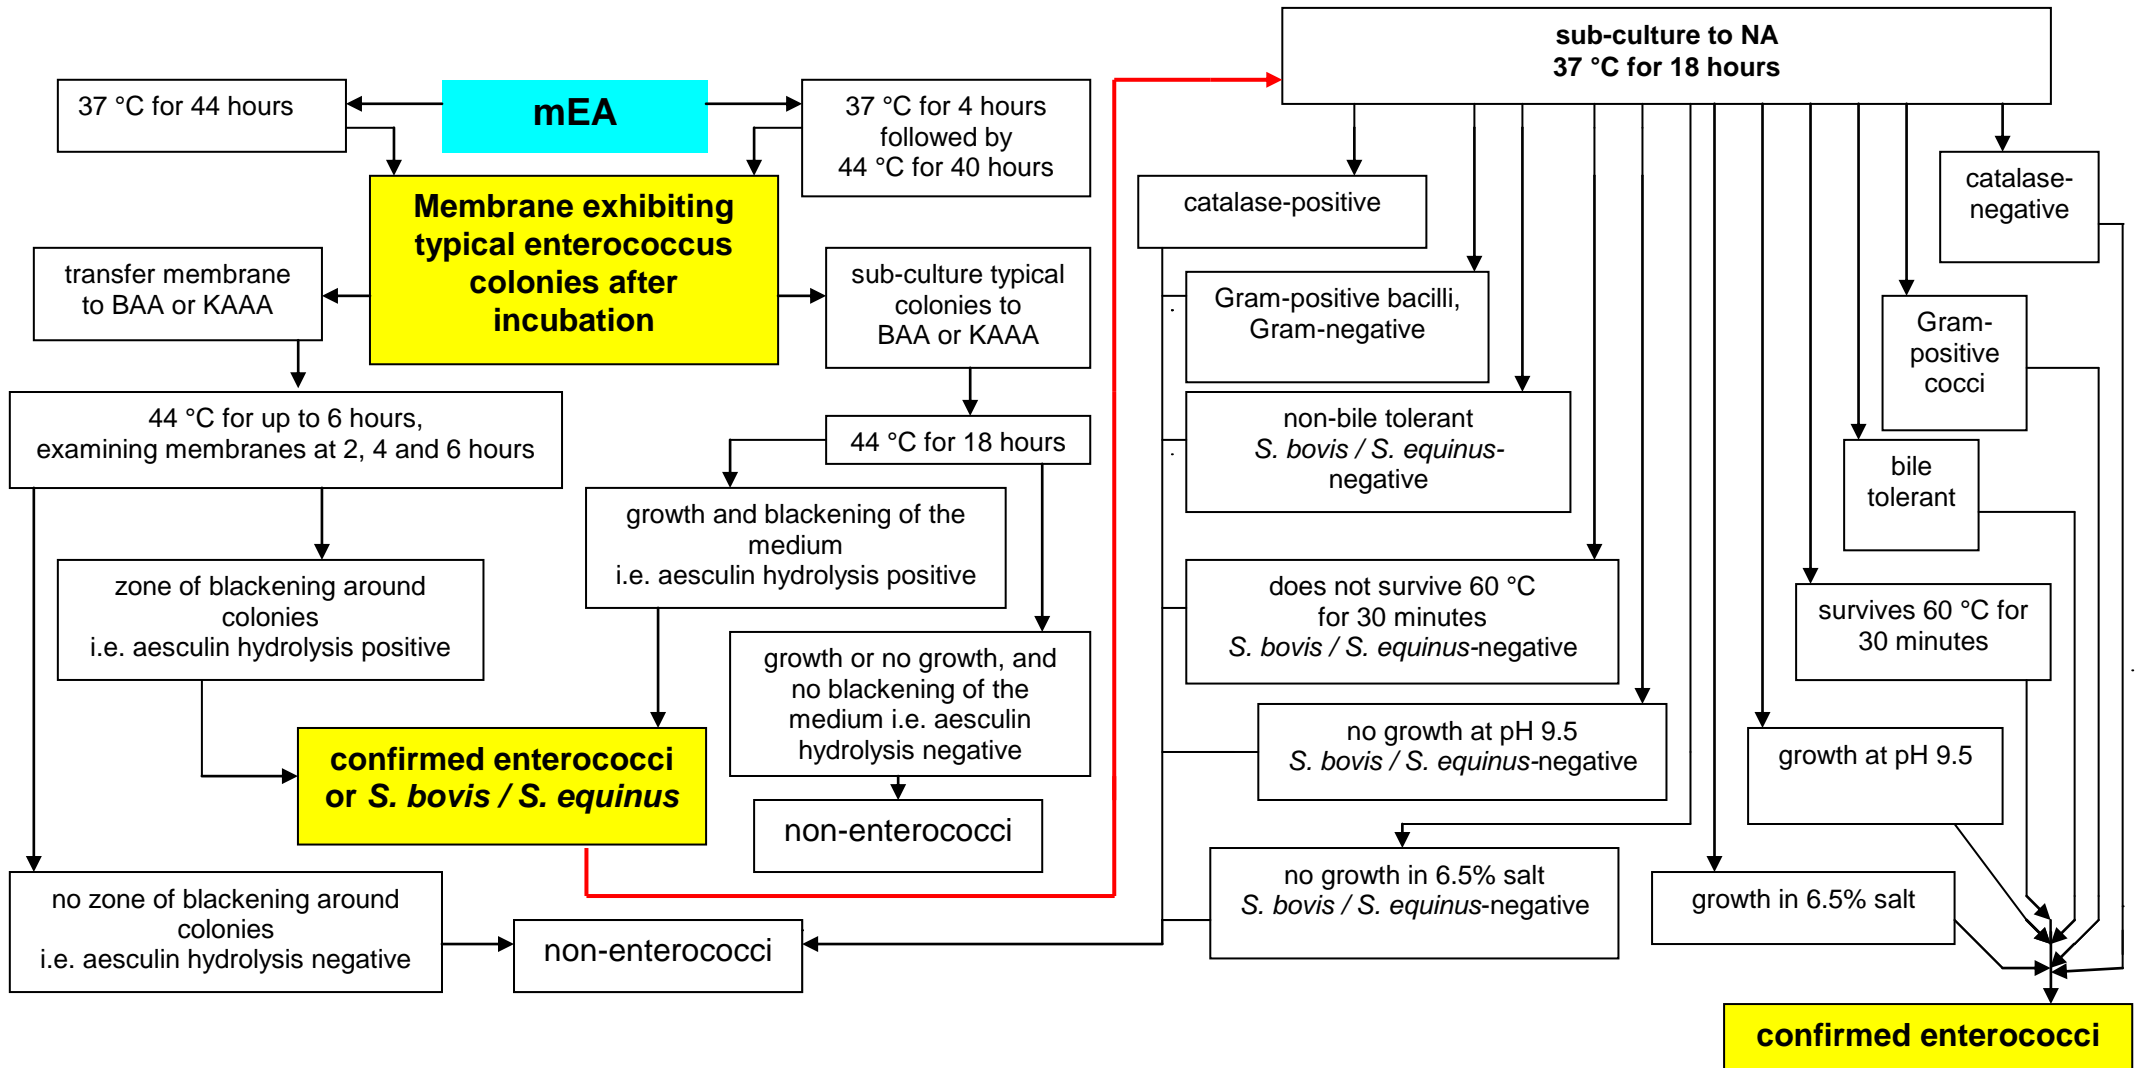 sub-culture to NA
37 °C for 18 hours
37 °C for 44 hours
mEA
37 °C for 4 hours
followed by
44 °C for 40 hours
Membrane exhibiting
typical enterococcus
colonies after
incubation
transfer membrane
to BAA or KAAA
sub-culture typical
colonies to
BAA or KAAA
44 °C for up to 6 hours,
examining membranes at 2, 4 and 6 hours
44 °C for 18 hours
growth and blackening of the
medium
i.e. aesculin hydrolysis positive
zone of blackening around
colonies
i.e. aesculin hydrolysis positive
growth or no growth, and
no blackening of the
medium i.e. aesculin
hydrolysis negative
confirmed enterococci
or S. bovis / S. equinus
non-enterococci
no zone of blackening around
colonies
i.e. aesculin hydrolysis negative
non-enterococci
catalase-positive
Gram-positive bacilli,
Gram-negative
non-bile tolerant
S. bovis / S. equinus-
negative
does not survive 60 °C
for 30 minutes
S. bovis / S. equinus-negative
no growth at pH 9.5
S. bovis / S. equinus-negative
no growth in 6.5% salt
S. bovis / S. equinus-negative
catalase-
negative
Gram-
positive
cocci
bile
tolerant
survives 60 °C for
30 minutes
growth at pH 9.5
growth in 6.5% salt
confirmed enterococci